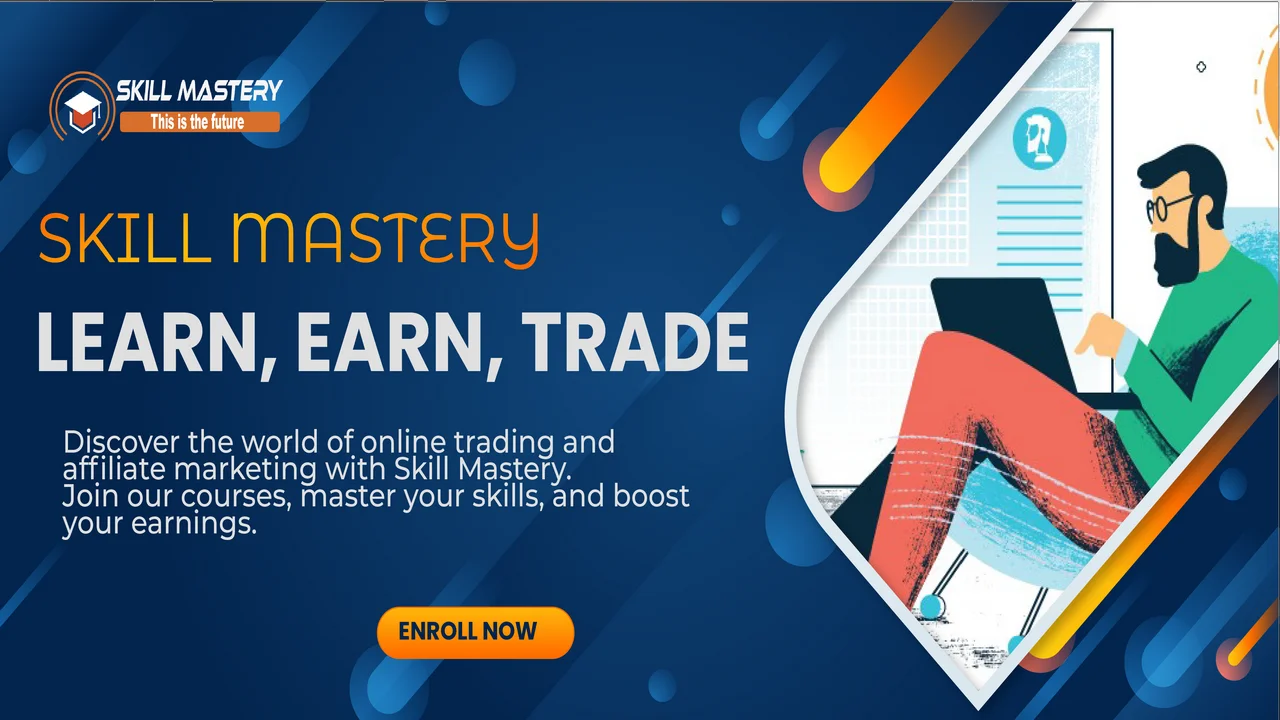 SKILL MASTERY
This is the future
SKILL MASTERY
LEARN, EARN, TRADE
Discover the world of online trading and
affiliate marketing with Skill Mastery.
Join our courses, master your skills, and boost
your earnings.
ENROLL NOW